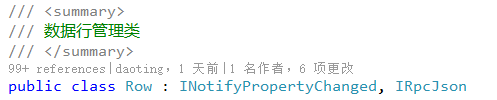 /// <summary>
/// 数据行管理类
/// </summary>
99+ references|daoting，1 天前|1 名作者，6 项更改
public class Row : INotifyPropertyChanged, IRpcJson